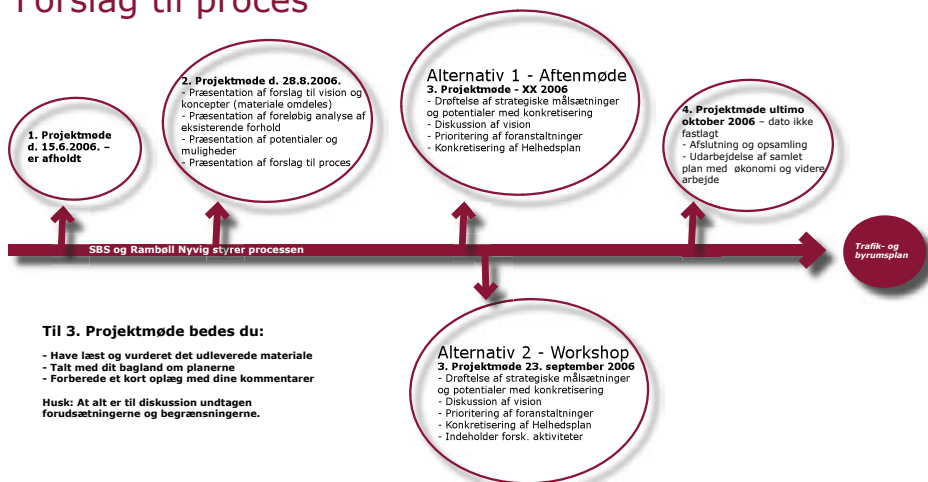 Forslag til proces
1. Projektmøde
d. 15.6.2006. –
er afholdt
2. Projektmøde d. 28.8.2006.
- Præsentation af forslag til vision og
koncepter (materiale omdeles)
- Præsentation af foreløbig analyse af
eksisterende forhold
- Præsentation af potentialer og
muligheder
- Præsentation af forslag til proces
Alternativ 1 - Aftenmøde
3. Projektmøde – XX 2006
- Drøftelse af strategiske målsætninger
og potentialer med konkretisering
- Diskussion af vision
- Prioritering af foranstaltninger
- Konkretisering af Helhedsplan
4. Projektmøde ultimo
oktober 2006 – dato ikke
fastlagt
- Afslutning og opsamling
- Udarbejdelse af samlet
plan med økonomi og videre
arbejde
SBS og Rambøll Nyvig styrer processen
Trafik- og
byrumsplan
Til 3. Projektmøde bedes du:
- Have læst og vurderet det udleverede materiale
- Talt med dit bagland om planerne
- Forberede et kort oplæg med dine kommentarer
Husk: At alt er til diskussion undtagen
forudsætningerne og begrænsningerne.
Alternativ 2 - Workshop
3. Projektmøde 23. september 2006
- Drøftelse af strategiske målsætninger
og potentialer med konkretisering
- Diskussion af vision
- Prioritering af foranstaltninger
- Konkretisering af Helhedsplan
- Indeholder forsk. aktiviteter